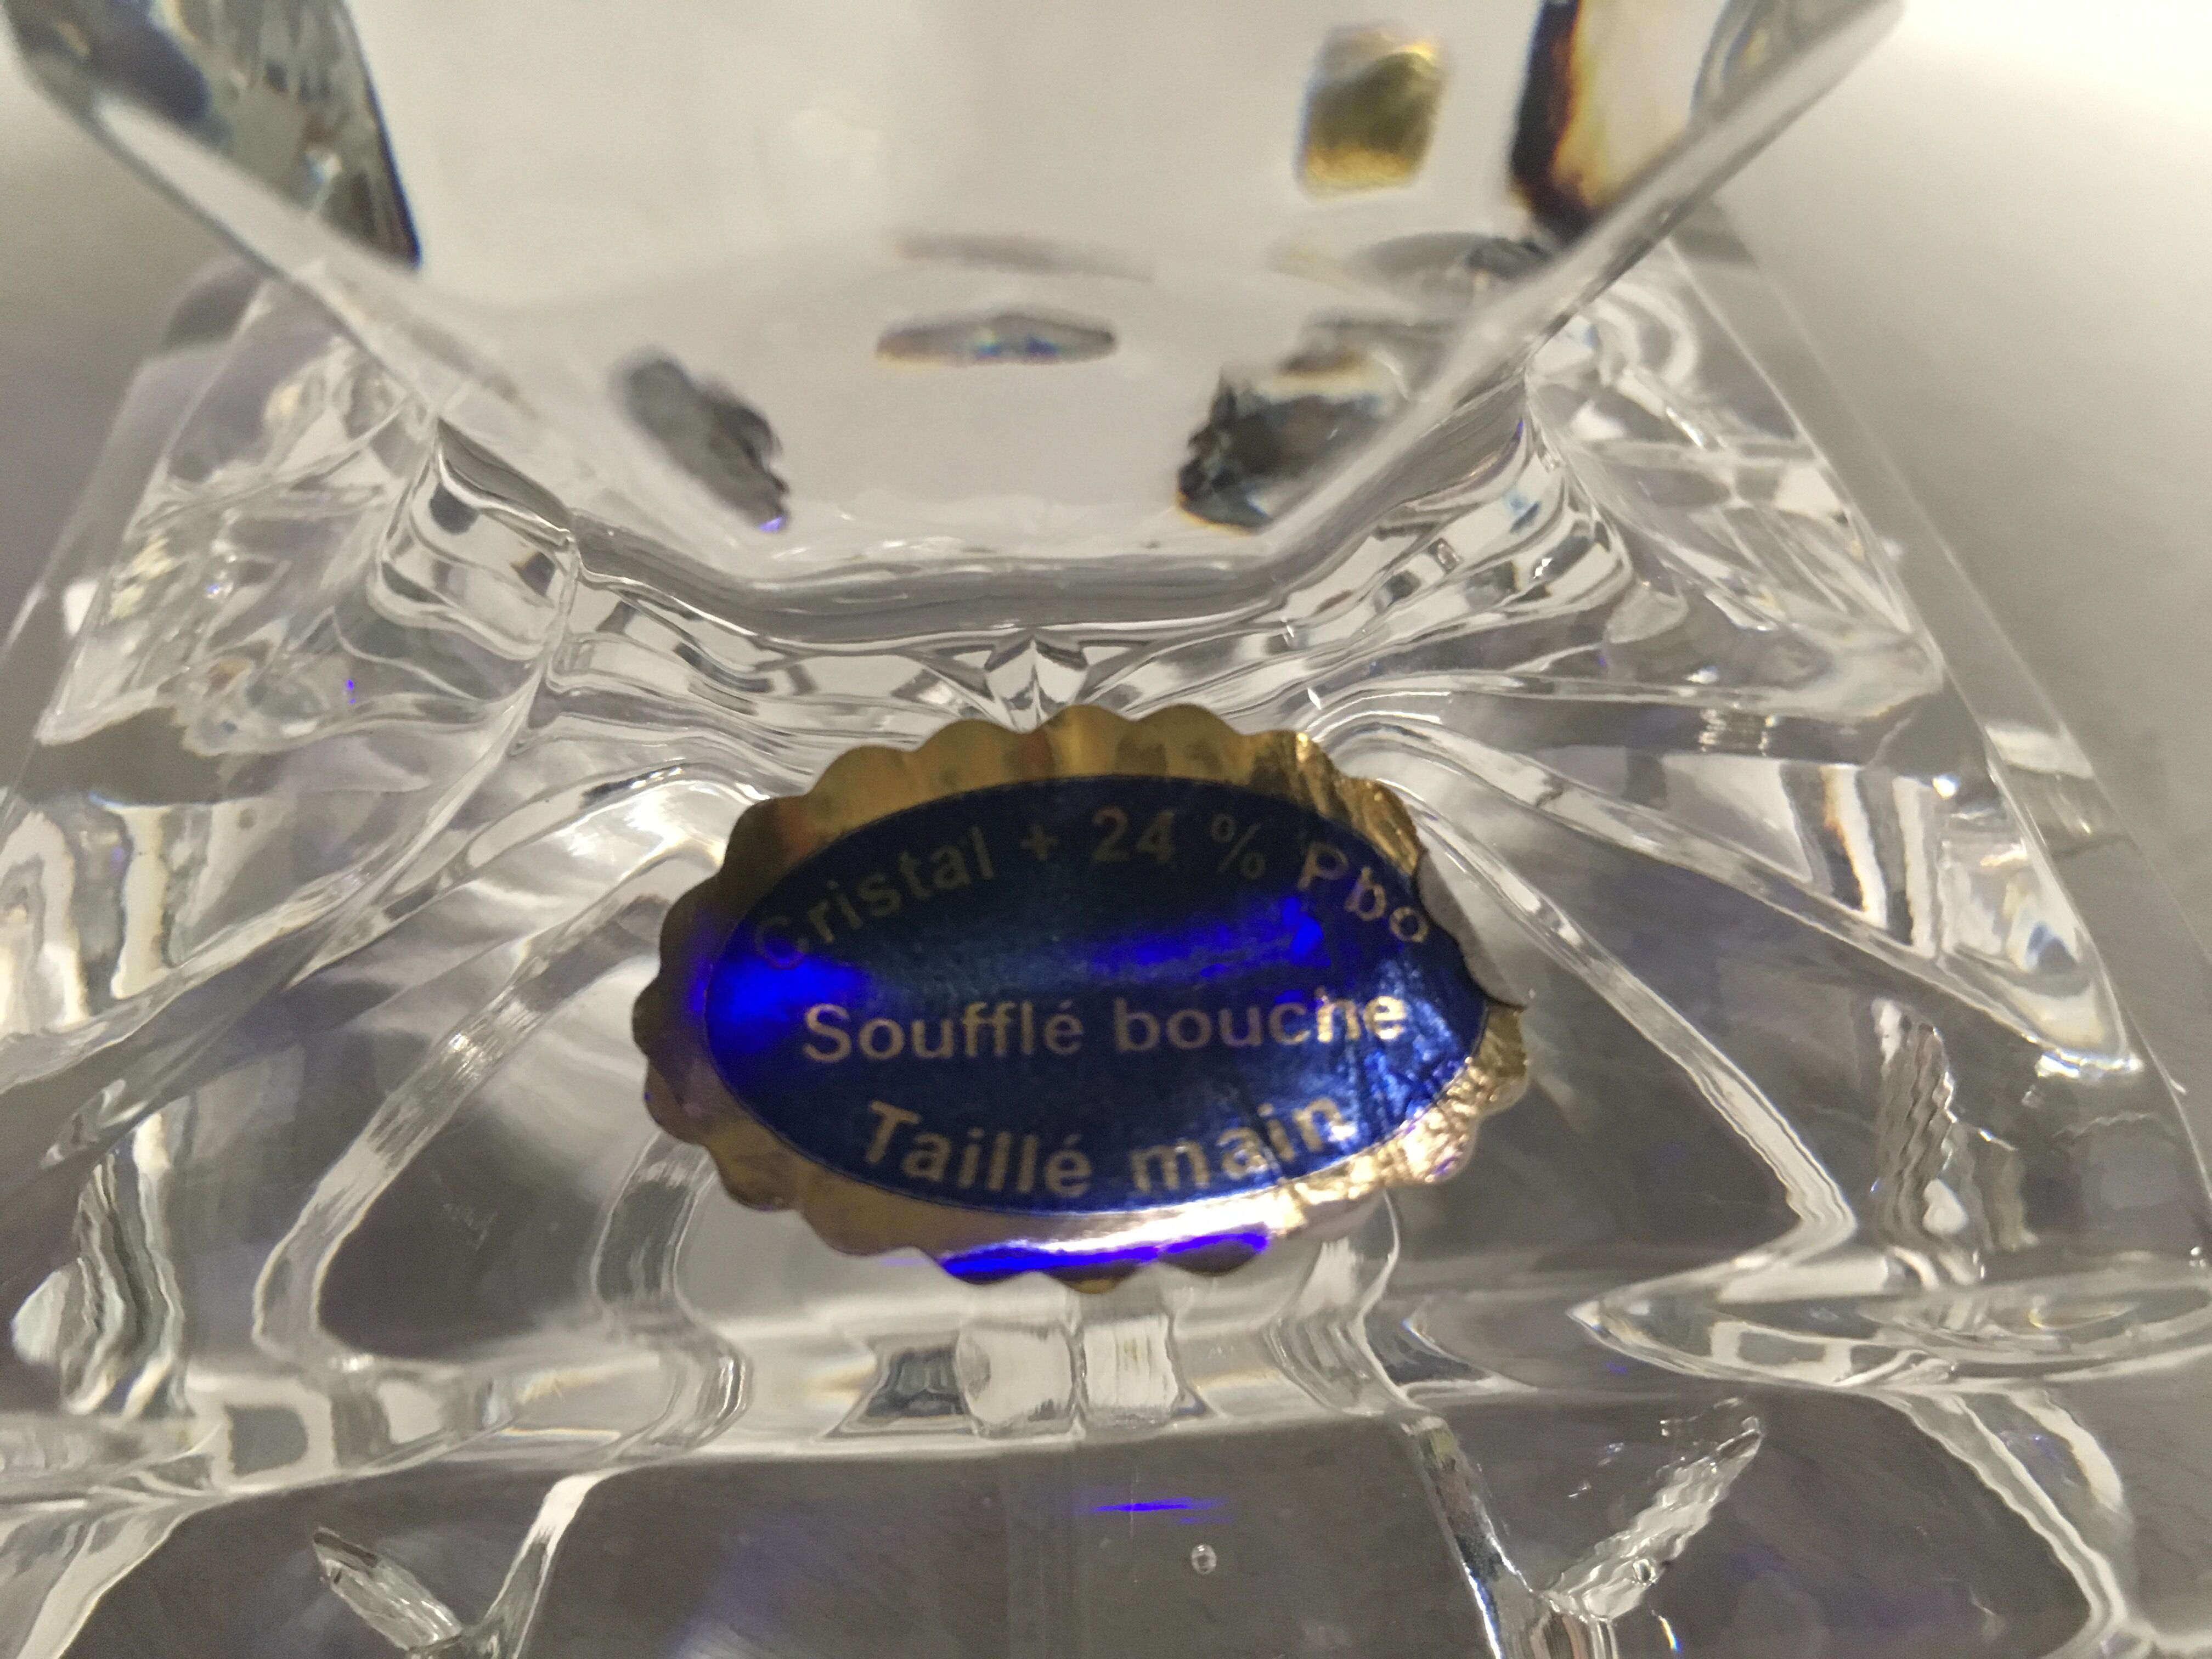 Cristal + 24 % Pbo
Soufflé bouche
Taillé main